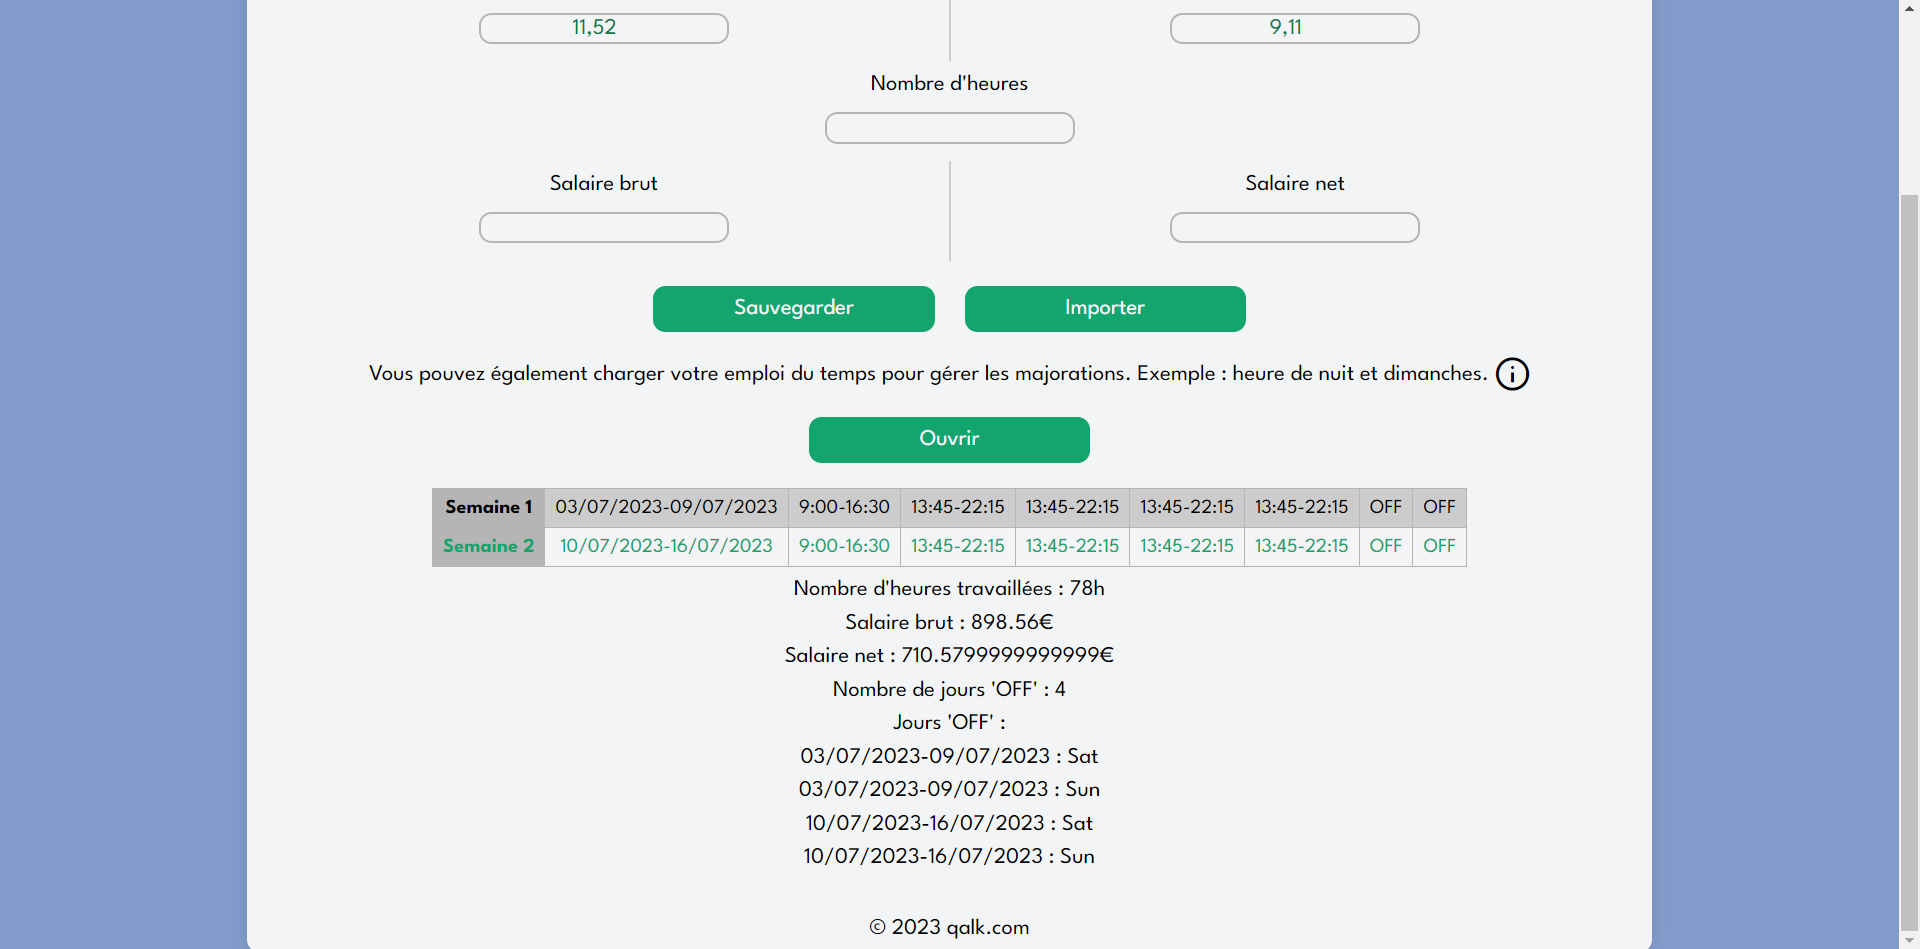 11,52 9,11
Nombre d'heures
Salaire brut Salaire net
Sauvegarder Importer
Vous pouvez également charger votre emploi du temps pour gérer les majorations. Exemple : heure de nuit et dimanches.
Ouvrir
Semaine 1 03/07/2023-09/07/2023 9:00-16:30 13:45-22:15 13:45-22:15 13:45-22:15 13:45-22:15 OFF OFF
Semaine 2 10/07/2023-16/07/2023 9:00-16:30 13:45-22:15 13:45-22:15 13:45-22:15 13:45-22:15 OFF OFF
Nombre d'heures travaillées : 78h
Salaire brut : 898.56€
Salaire net : 710.5799999999999€
Nombre de jours 'OFF' : 4
Jours 'OFF' :
03/07/2023-09/07/2023 : Sat
03/07/2023-09/07/2023 : Sun
10/07/2023-16/07/2023 : Sat
10/07/2023-16/07/2023 : Sun
© 2023 qalk.com